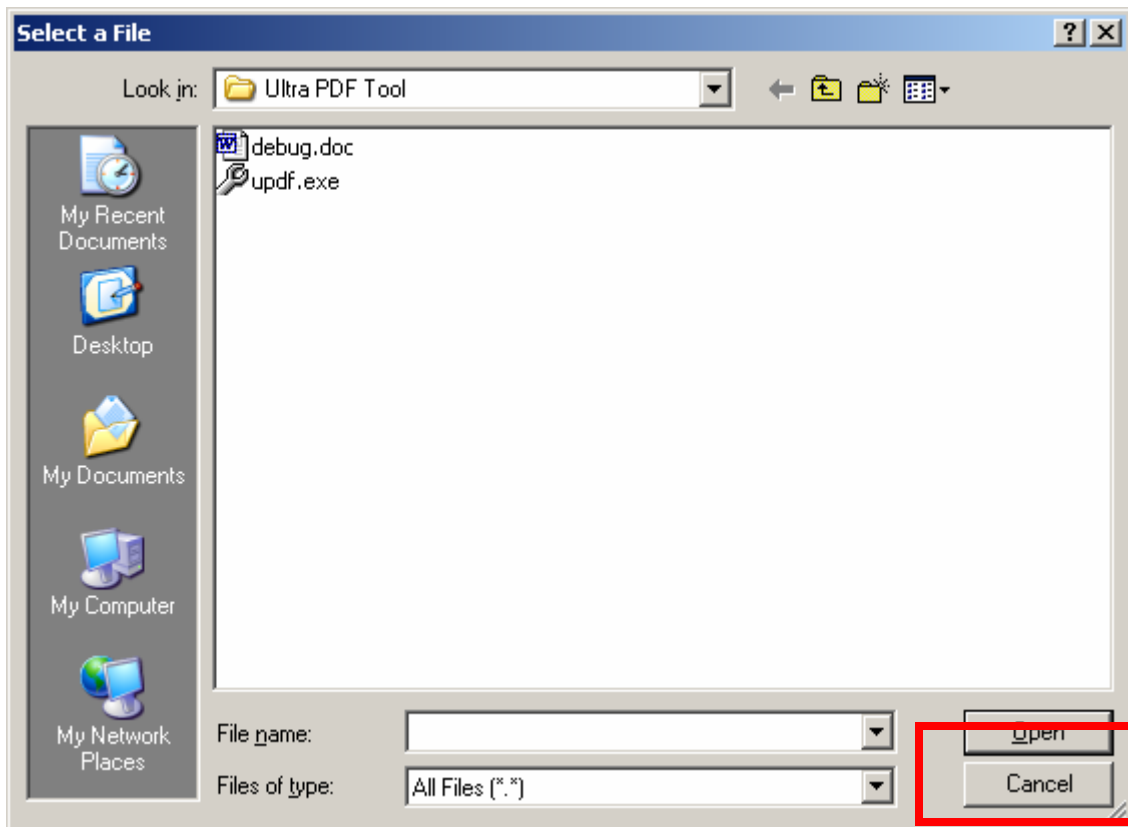 Select a File
Look in:
Ultra PDF Tool
debug.doc
updf.exe
My Recent
Documents
Desktop
My Documents
My Computer
My Network
Places
File name:
Open
Files of type:
All Files (*.*)
Cancel